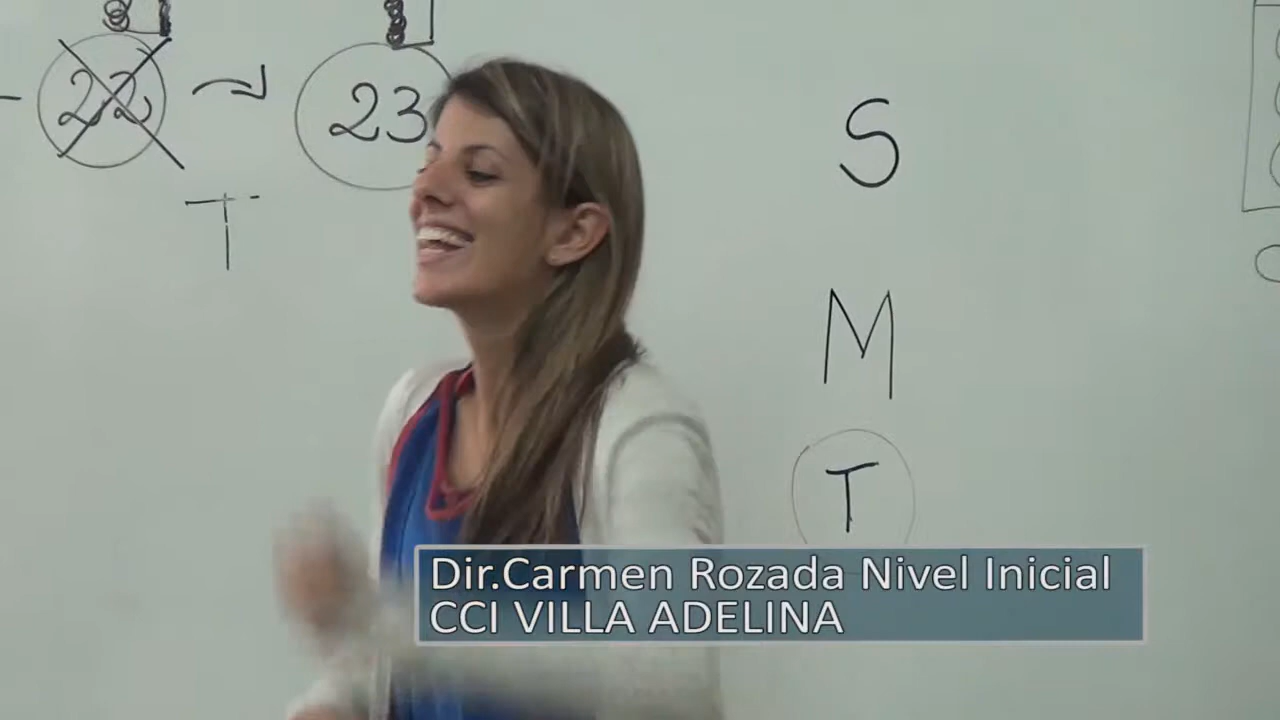 22
23
T
S
M
T
Dir.Carmen Rozada Nivel Inicial
CCI VILLA ADELINA